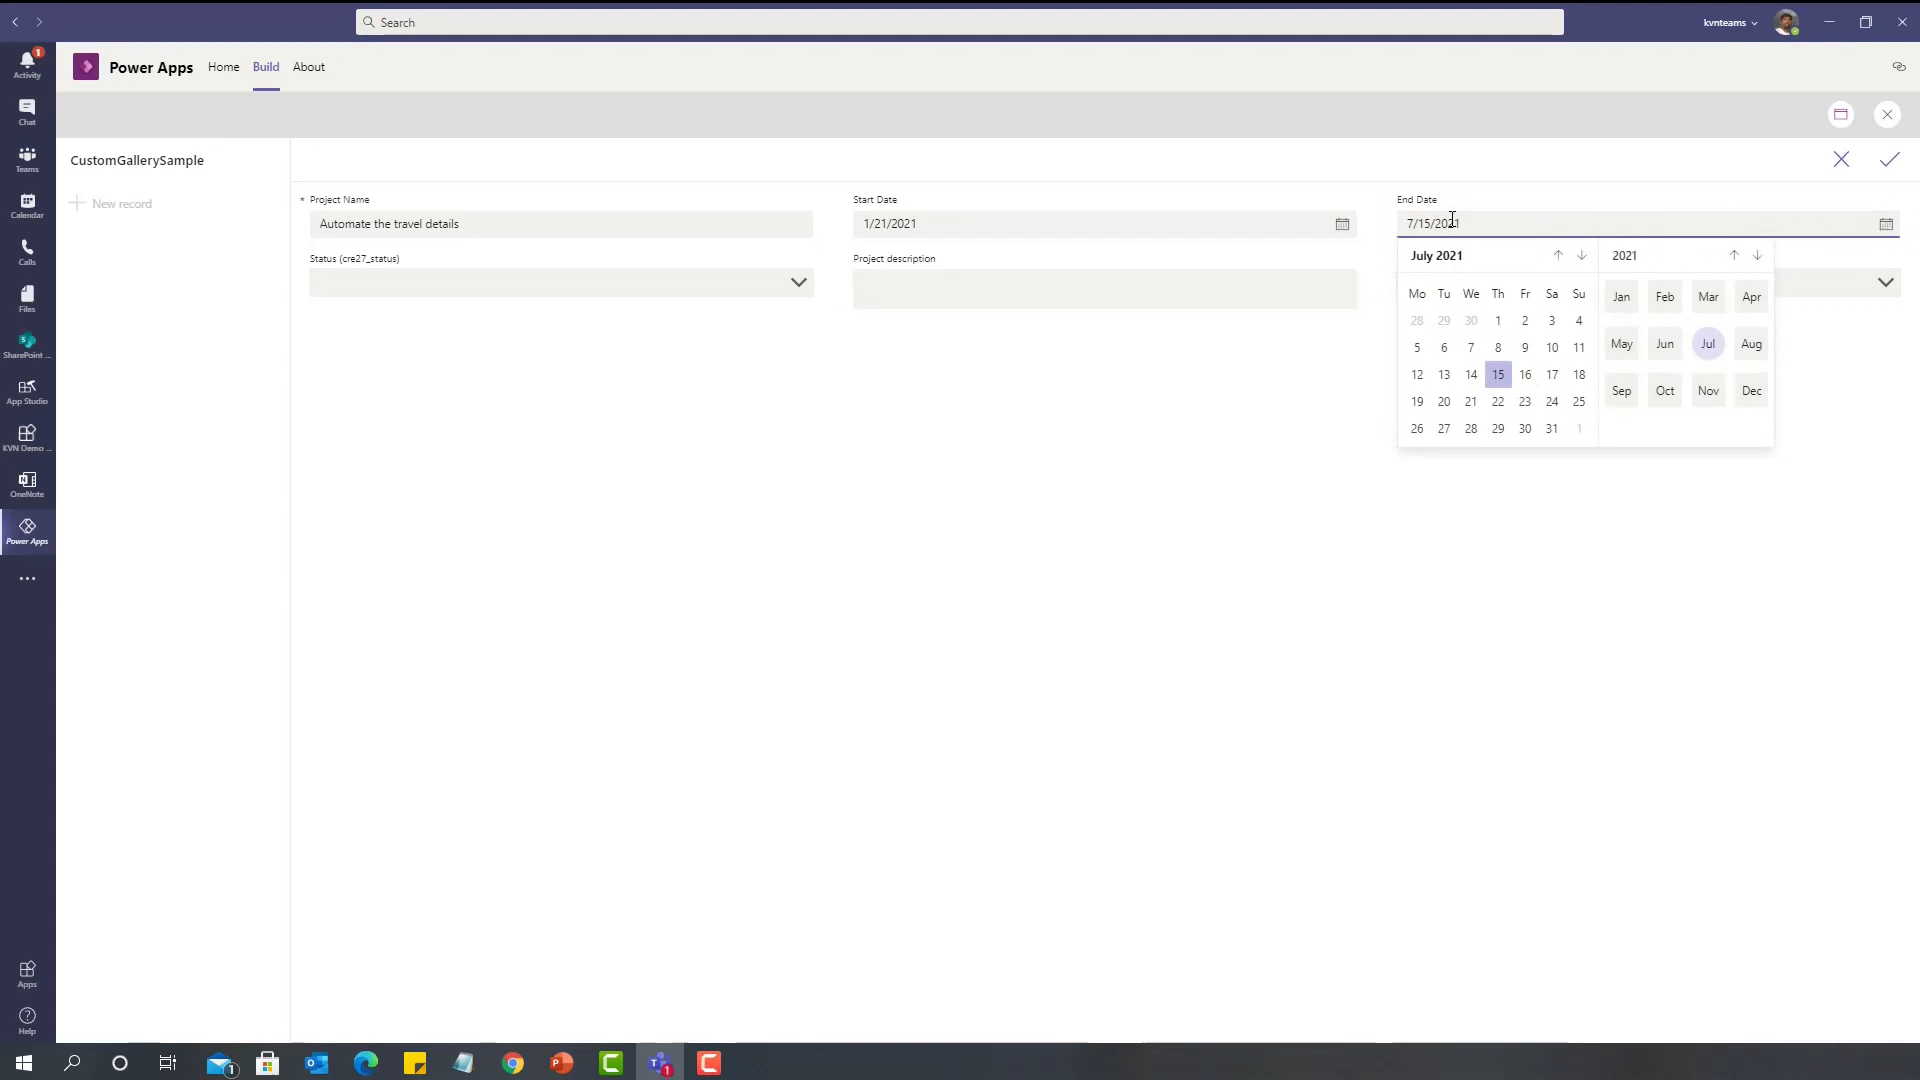 Search
kvnteams
1
Activity
Chat
Teams
Calendar
Calls
Files
SharePoint ...
App Studio
KVN Demo ...
OneNote
Power Apps
Apps
Help
Power Apps Home Build About
CustomGallerySample
New record
* Project Name
Automate the travel details
Start Date
1/21/2021
End Date
7/15/2021
Status (cre27_status)
Project description
July 2021
Mo Tu We Th Fr Sa Su
28 29 30 1 2 3 4
5 6 7 8 9 10 11
12 13 14 15 16 17 18
19 20 21 22 23 24 25
26 27 28 29 30 31 1
2021
Jan Feb Mar Apr
May Jun Jul Aug
Sep Oct Nov Dec
1
1